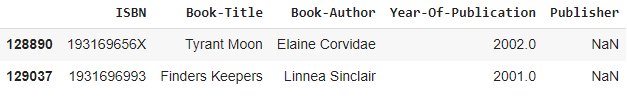 ISBN Book-Title Book-Author Year-Of-Publication Publisher
128890 193169656X Tyrant Moon Elaine Corvidae 2002.0 NaN
129037 1931696993 Finders Keepers Linnea Sinclair 2001.0 NaN